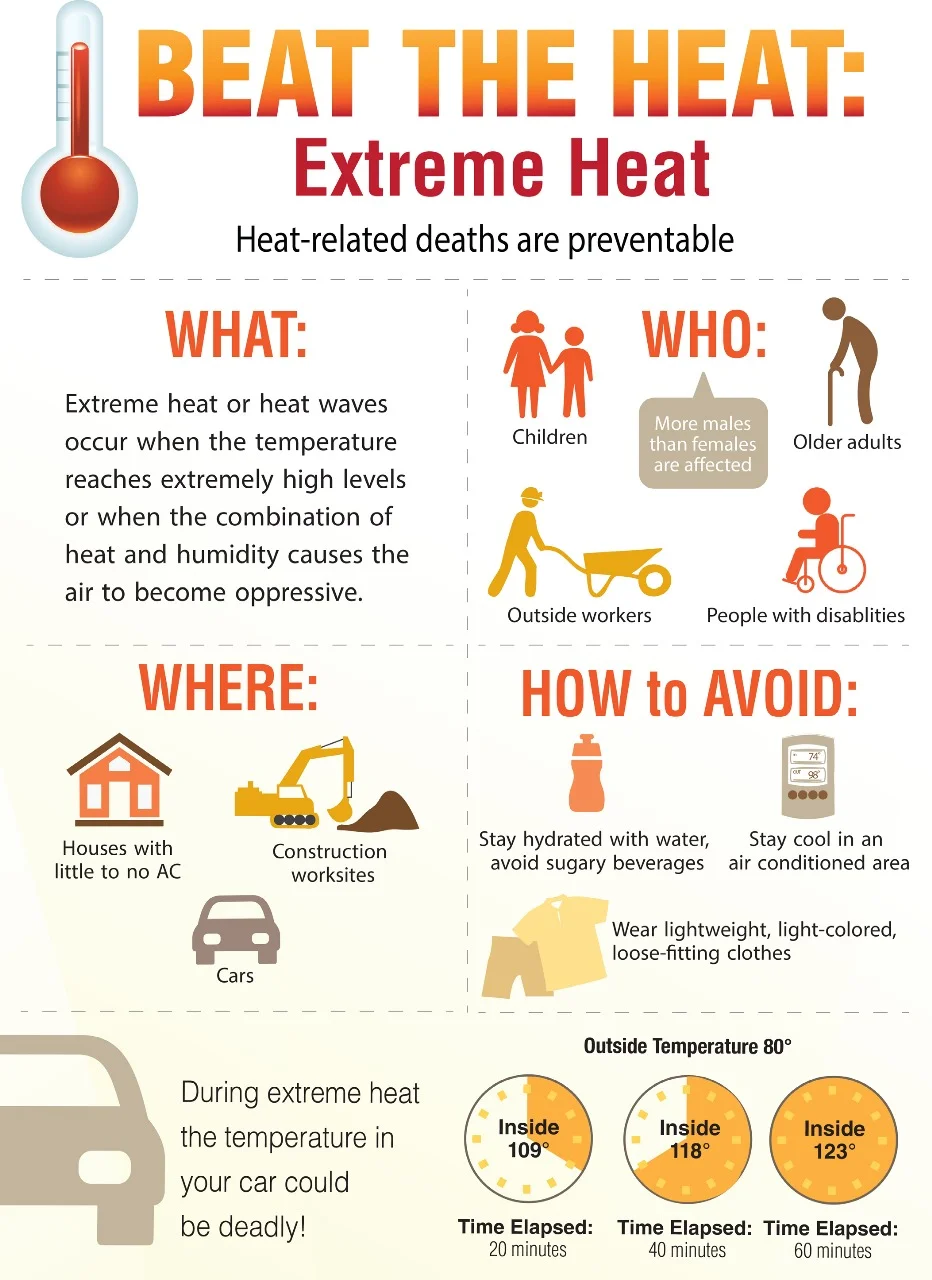 BEAT THE HEAT:
Extreme Heat
Heat-related deaths are preventable
WHAT:
Extreme heat or heat waves
occur when the temperature
reaches extremely high levels
or when the combination of
heat and humidity causes the
air to become oppressive.
WHO:
More males
than females
are affected
Children
Older adults
Outside workers
People with disablities
WHERE:
Houses with
little to no AC
Construction
worksites
Cars
HOW to AVOID:
74°
OUT 98°
Stay hydrated with water,
avoid sugary beverages
Stay cool in an
air conditioned area
Wear lightweight, light-colored,
loose-fitting clothes
During extreme heat
the temperature in
your car could
be deadly!
Outside Temperature 80°
Inside
109°
Time Elapsed:
20 minutes
Inside
118°
Time Elapsed:
40 minutes
Inside
123°
Time Elapsed:
60 minutes